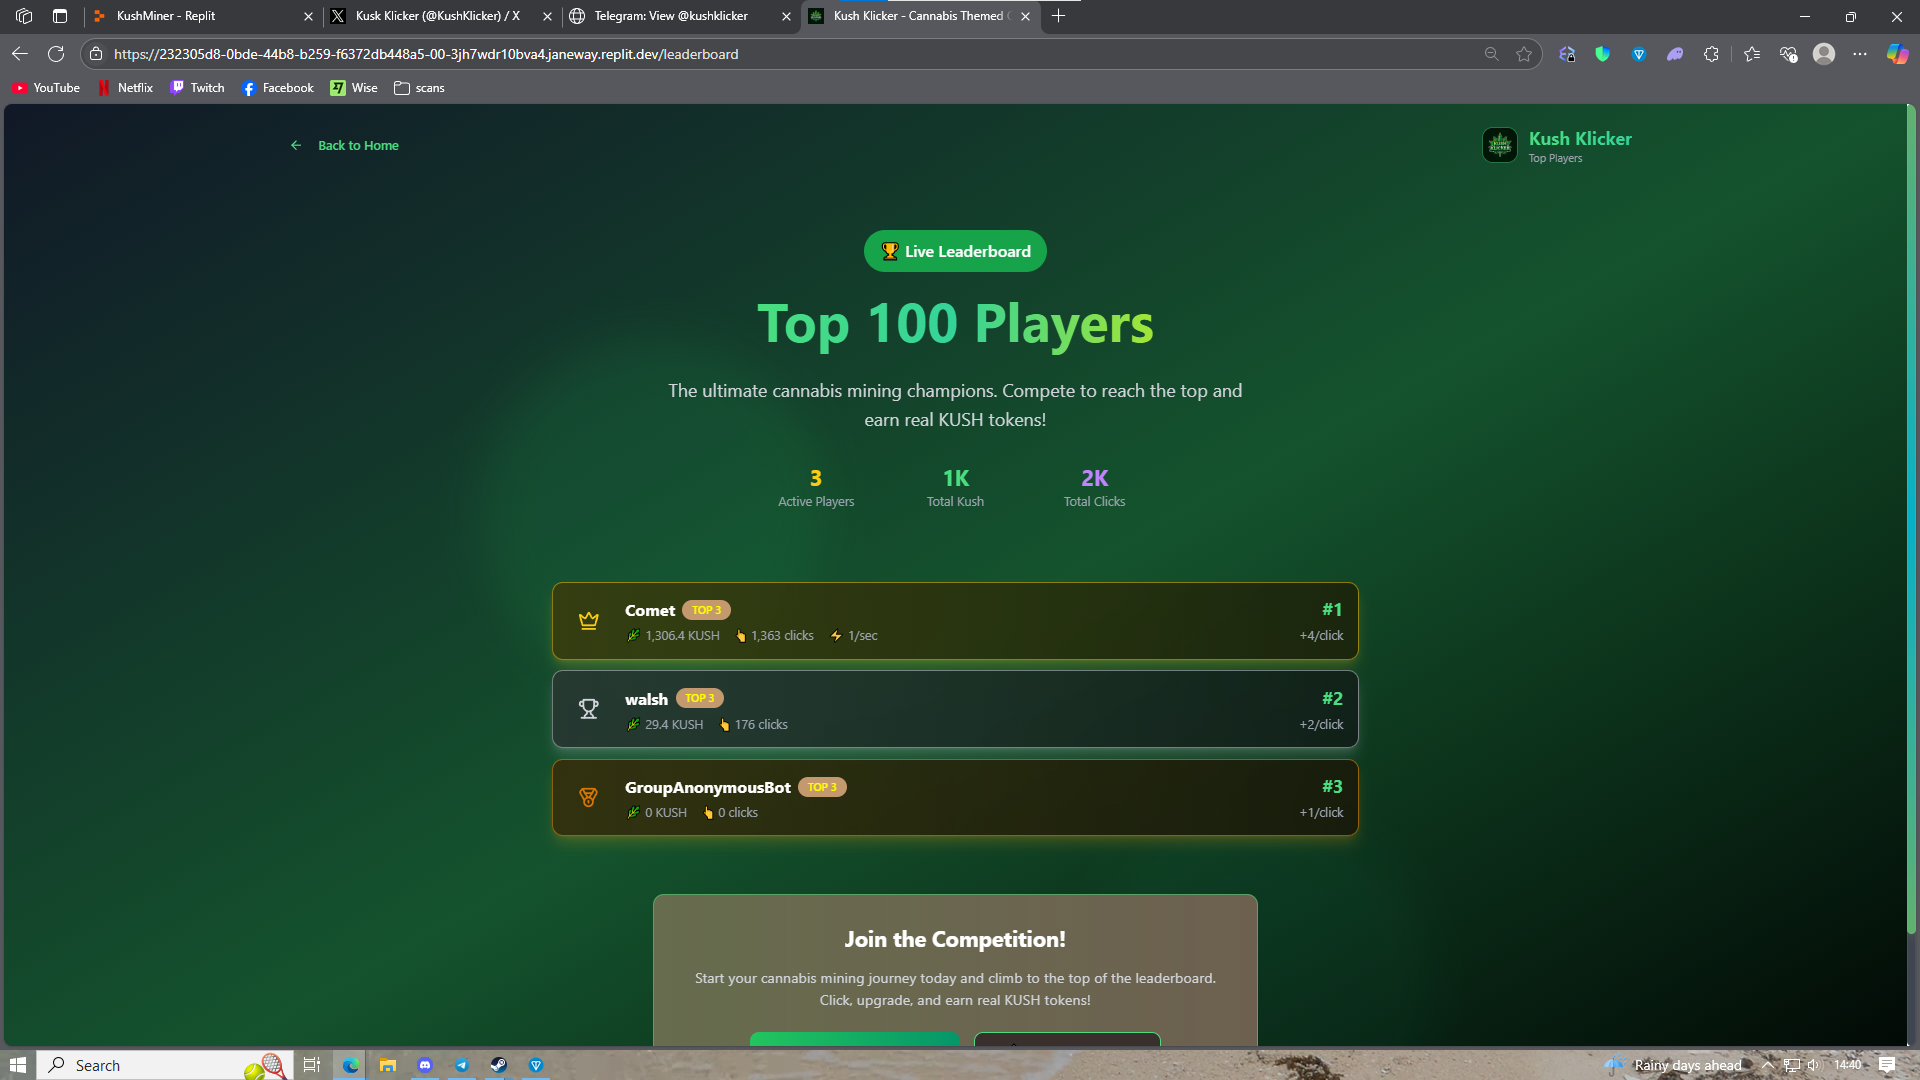 KushMiner - Replit
Kusk Klicker (@KushKlicker) / X
Telegram: View @kushklicker
Kush Klicker - Cannabis Themed
https://232305d8-0bde-44b8-b259-f6372db448a5-00-3jh7wdr10bva4.janeway.replit.dev/leaderboard
YouTube
Netflix
Twitch
Facebook
Wise
scans
Back to Home
Kush Klicker
Top Players
Live Leaderboard
Top 100 Players
The ultimate cannabis mining champions. Compete to reach the top and
earn real KUSH tokens!
3
Active Players
1K
Total Kush
2K
Total Clicks
Comet TOP 3
#1
1,306.4 KUSH 1,363 clicks 1/sec
+4/click
walsh TOP 3
#2
29.4 KUSH 176 clicks
+2/click
GroupAnonymousBot TOP 3
#3
0 KUSH 0 clicks
+1/click
Join the Competition!
Start your cannabis mining journey today and climb to the top of the leaderboard.
Click, upgrade, and earn real KUSH tokens!
Search
Rainy days ahead
14:40